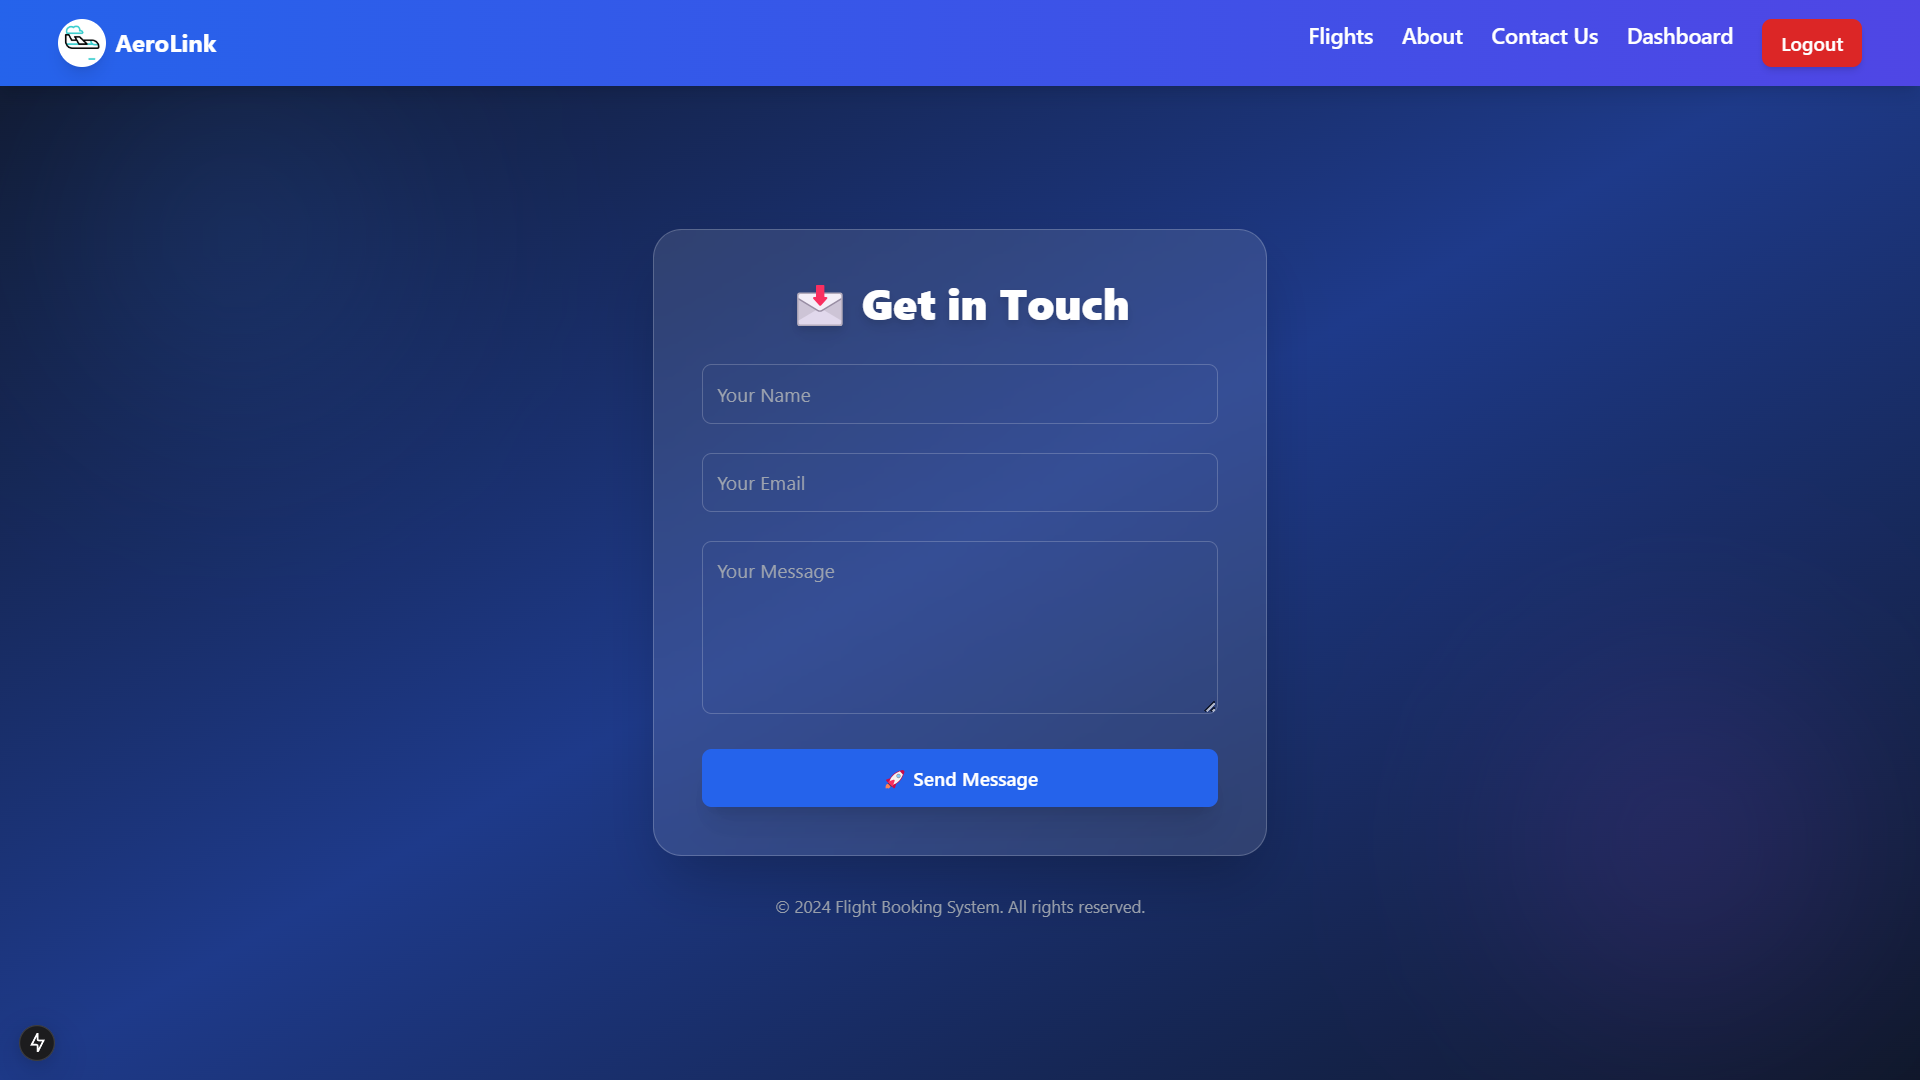 AeroLink
Flights About Contact Us Dashboard Logout
📩 Get in Touch
Your Name
Your Email
Your Message
🚀 Send Message
© 2024 Flight Booking System. All rights reserved.